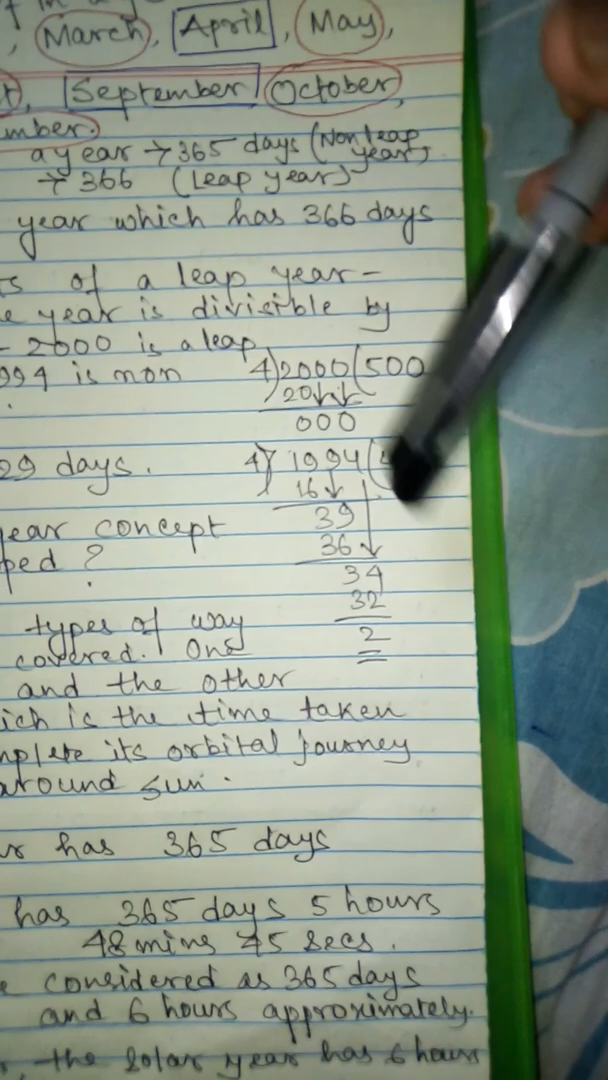 , March, April, May,
September October,
mber.
a year → 365 days (Non leap
year)
→ 366 (Leap year)
year which has 366 days
of a leap year-
year is divisible by
- 2000 is a leap
994 is non
4)2000(500
20↓↓
000
29 days.
4) 1994(
16↓
39
36↓
34
32
2
year concept
ped ?
types of way
covered. One
and the other
ich is the time taken
mplete its orbital journey
around sun.
has 365 days
has 365 days 5 hours
48 mins 45 secs.
considered as 365 days
and 6 hours approximately.
the solar year has 6 hours